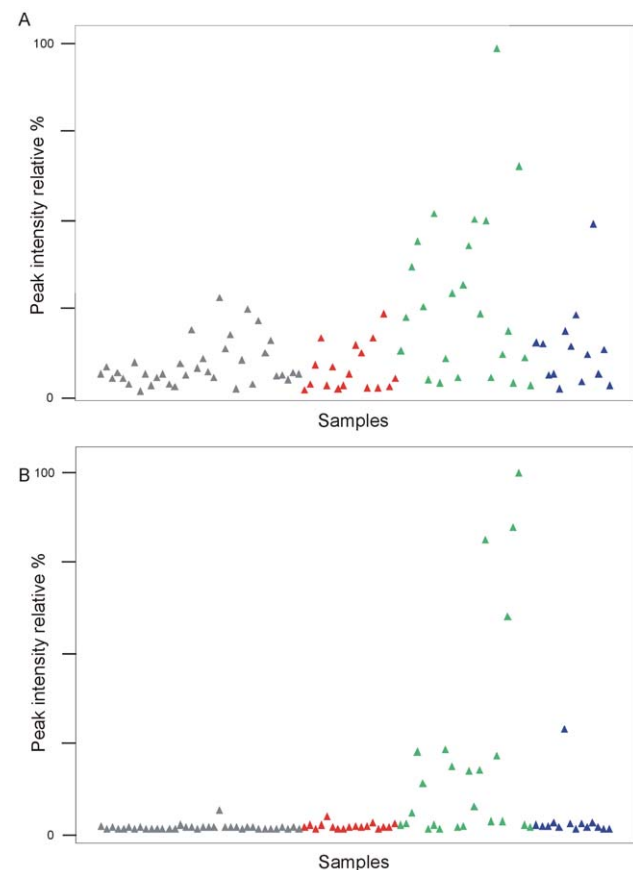 A
100
Peak intensity relative %
0
Samples
B
100
Peak intensity relative %
0
Samples